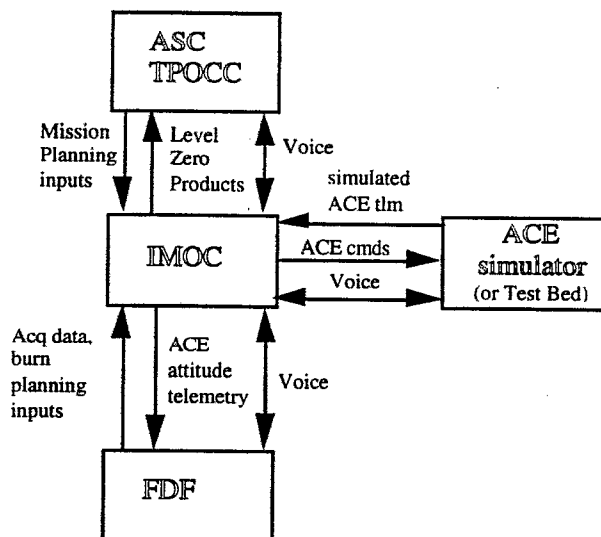 ASC
TPOCC
Mission
Planning
inputs
Level
Zero
Products
Voice
simulated
ACE tlm
IMOC
ACE cmds
Voice
ACE
simulator
(or Test Bed)
Acq data,
burn
planning
inputs
ACE
attitude
telemetry
Voice
FDF